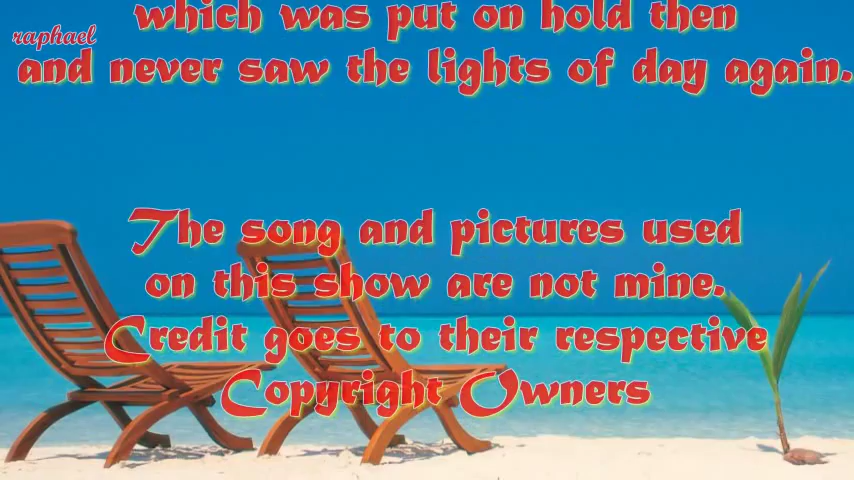 which was put on hold then
raphael
and never saw the lights of day again.
The song and pictures used
on this show are not mine.
Credit goes to their respective
Copyright Owners